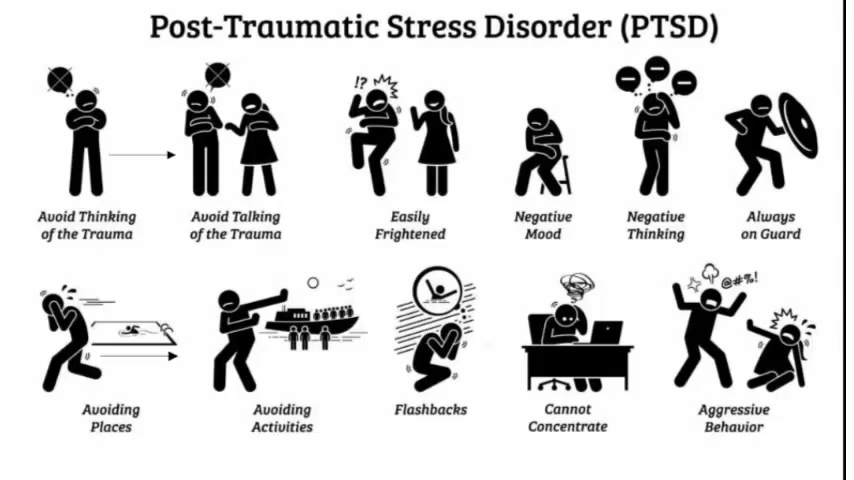 Post-Traumatic Stress Disorder (PTSD)
!?
Avoid Thinking
of the Trauma
Avoid Talking
of the Trauma
Easily
Frightened
Negative
Mood
Negative
Thinking
Always
on Guard
@#%!
Avoiding
Places
Avoiding
Activities
Flashbacks
Cannot
Concentrate
Aggressive
Behavior